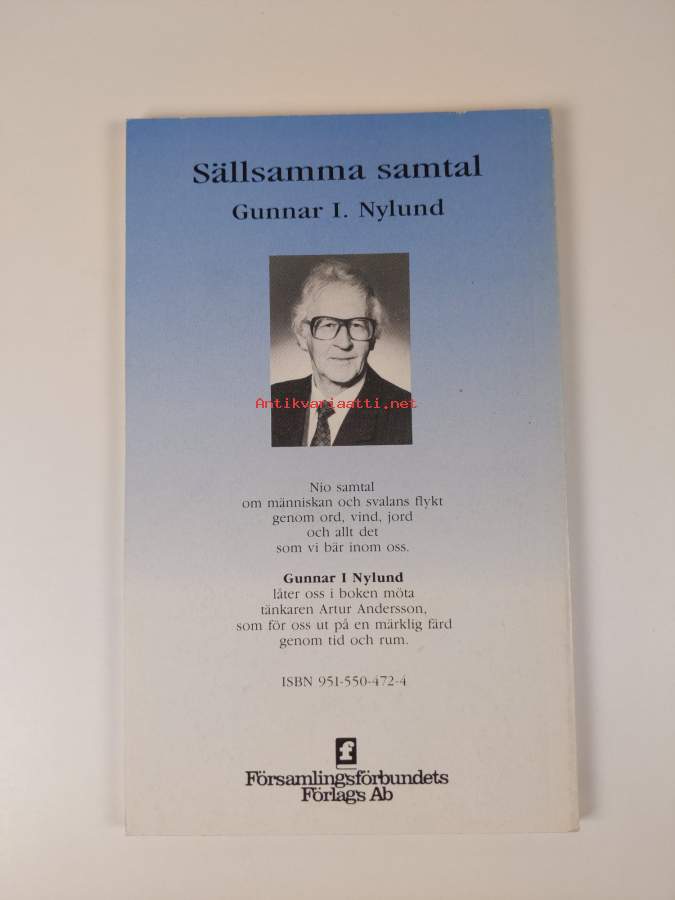 Sällsamma samtal
Gunnar I. Nylund
Antikvariaatti.net
Nio samtal
om människan och svalans flykt
genom ord, vind, jord
och allt det
som vi bär inom oss.
Gunnar I Nylund
låter oss i boken möta
tänkaren Artur Andersson,
som för oss ut på en märklig färd
genom tid och rum.
ISBN 951-550-472-4
f
Församlingsförbundets
Förlags Ab